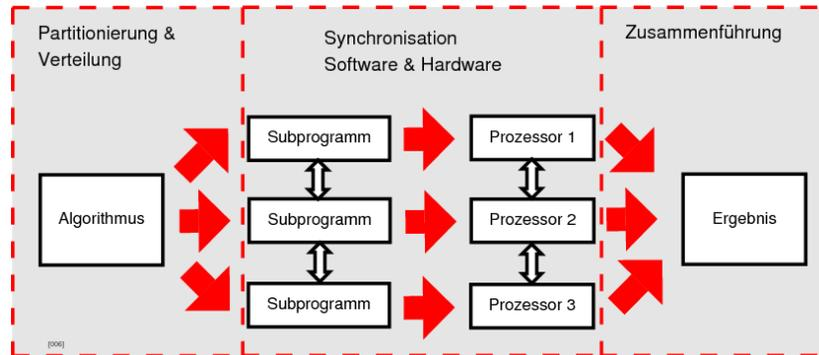 Partitionierung &
Verteilung
Synchronisation
Software & Hardware
Zusammenführung
Subprogramm
Prozessor 1
Algorithmus
Subprogramm
Prozessor 2
Ergebnis
Subprogramm
Prozessor 3
[006]